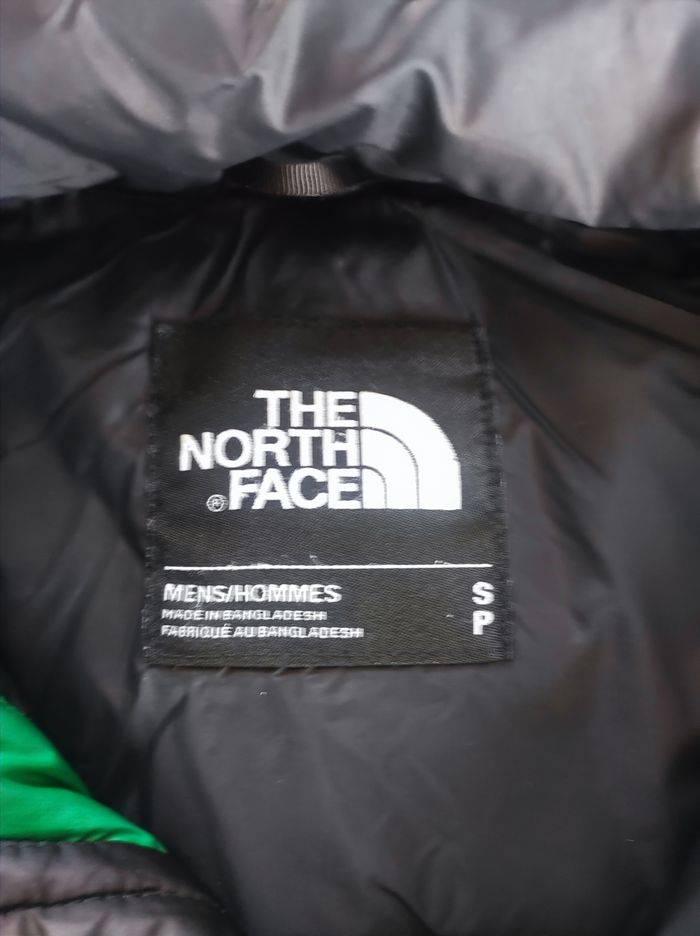 THE
NORTH
FACE
®
MENS/HOMMES S
MADE IN BANGLADESH
FABRIQUÉ AU BANGLADESH P